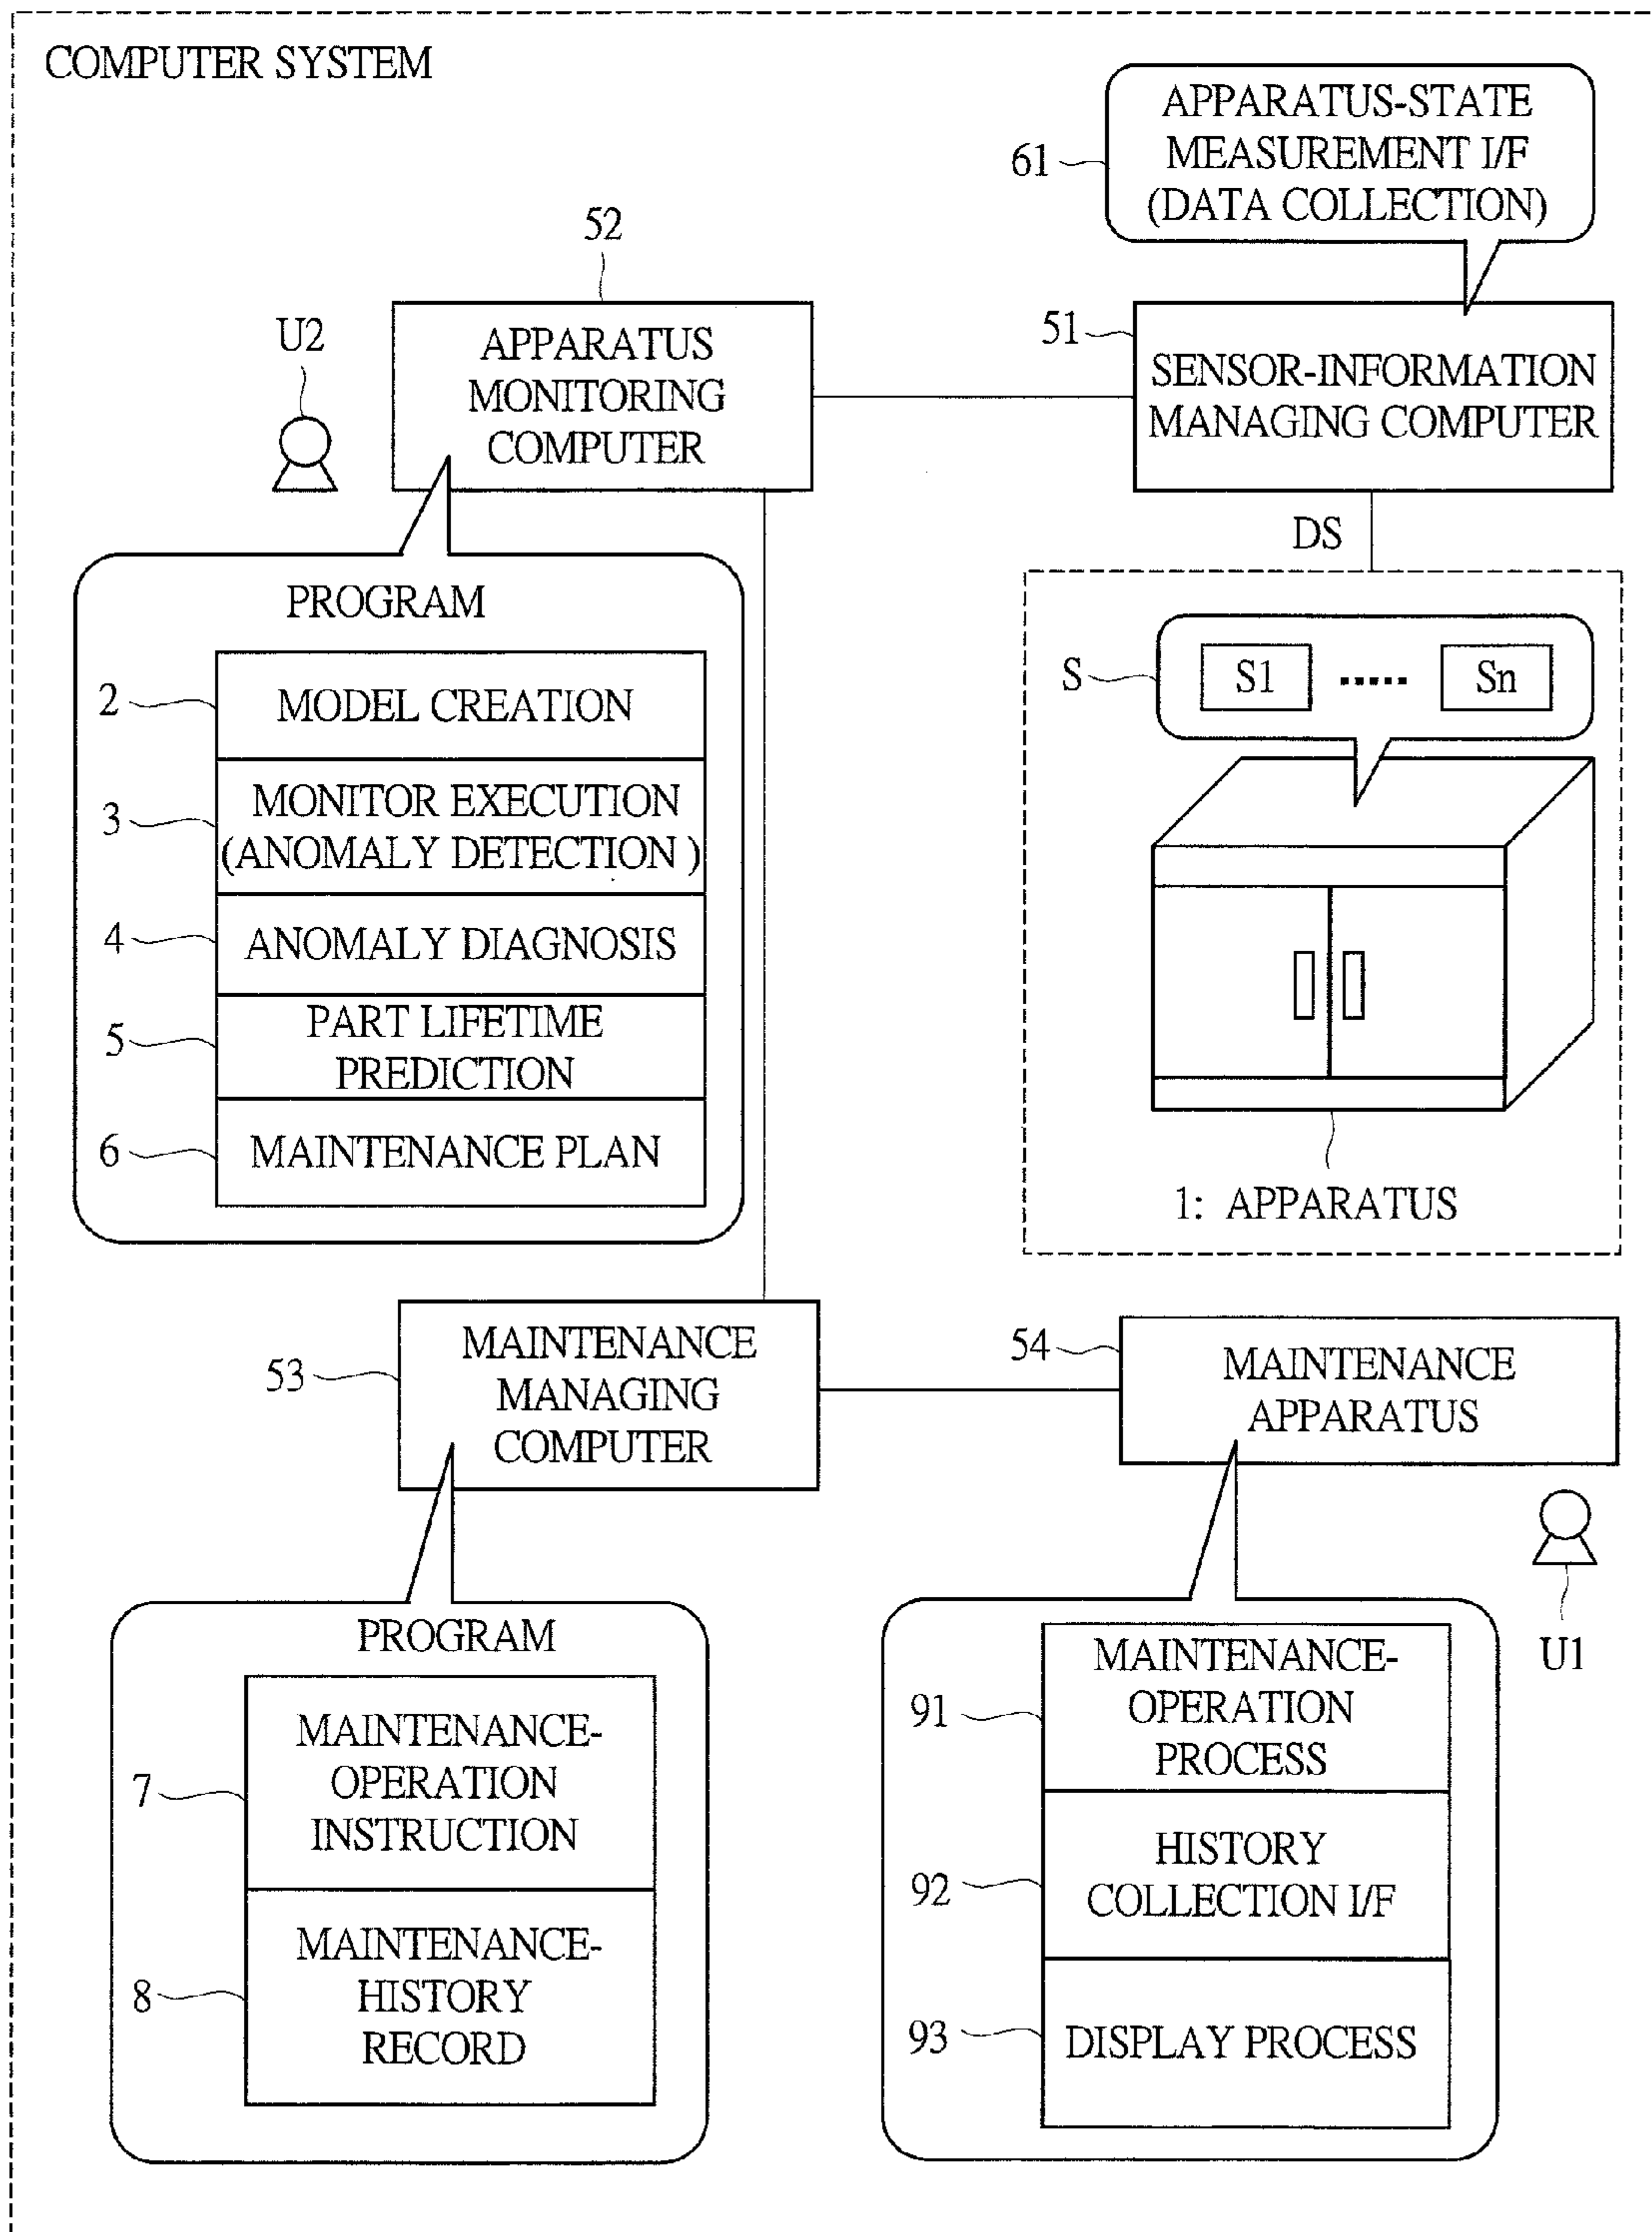 COMPUTER SYSTEM
APPARATUS-STATE
MEASUREMENT I/F
(DATA COLLECTION)
61
52
U2
APPARATUS
MONITORING
COMPUTER
51
SENSOR-INFORMATION
MANAGING COMPUTER
DS
PROGRAM
2
MODEL CREATION
3
MONITOR EXECUTION
(ANOMALY DETECTION )
4
ANOMALY DIAGNOSIS
5
PART LIFETIME
PREDICTION
6
MAINTENANCE PLAN
S
S1 ..... Sn
1: APPARATUS
53
MAINTENANCE
MANAGING
COMPUTER
54
MAINTENANCE
APPARATUS
U1
PROGRAM
7
MAINTENANCE-
OPERATION
INSTRUCTION
8
MAINTENANCE-
HISTORY
RECORD
91
MAINTENANCE-
OPERATION
PROCESS
92
HISTORY
COLLECTION I/F
93
DISPLAY PROCESS